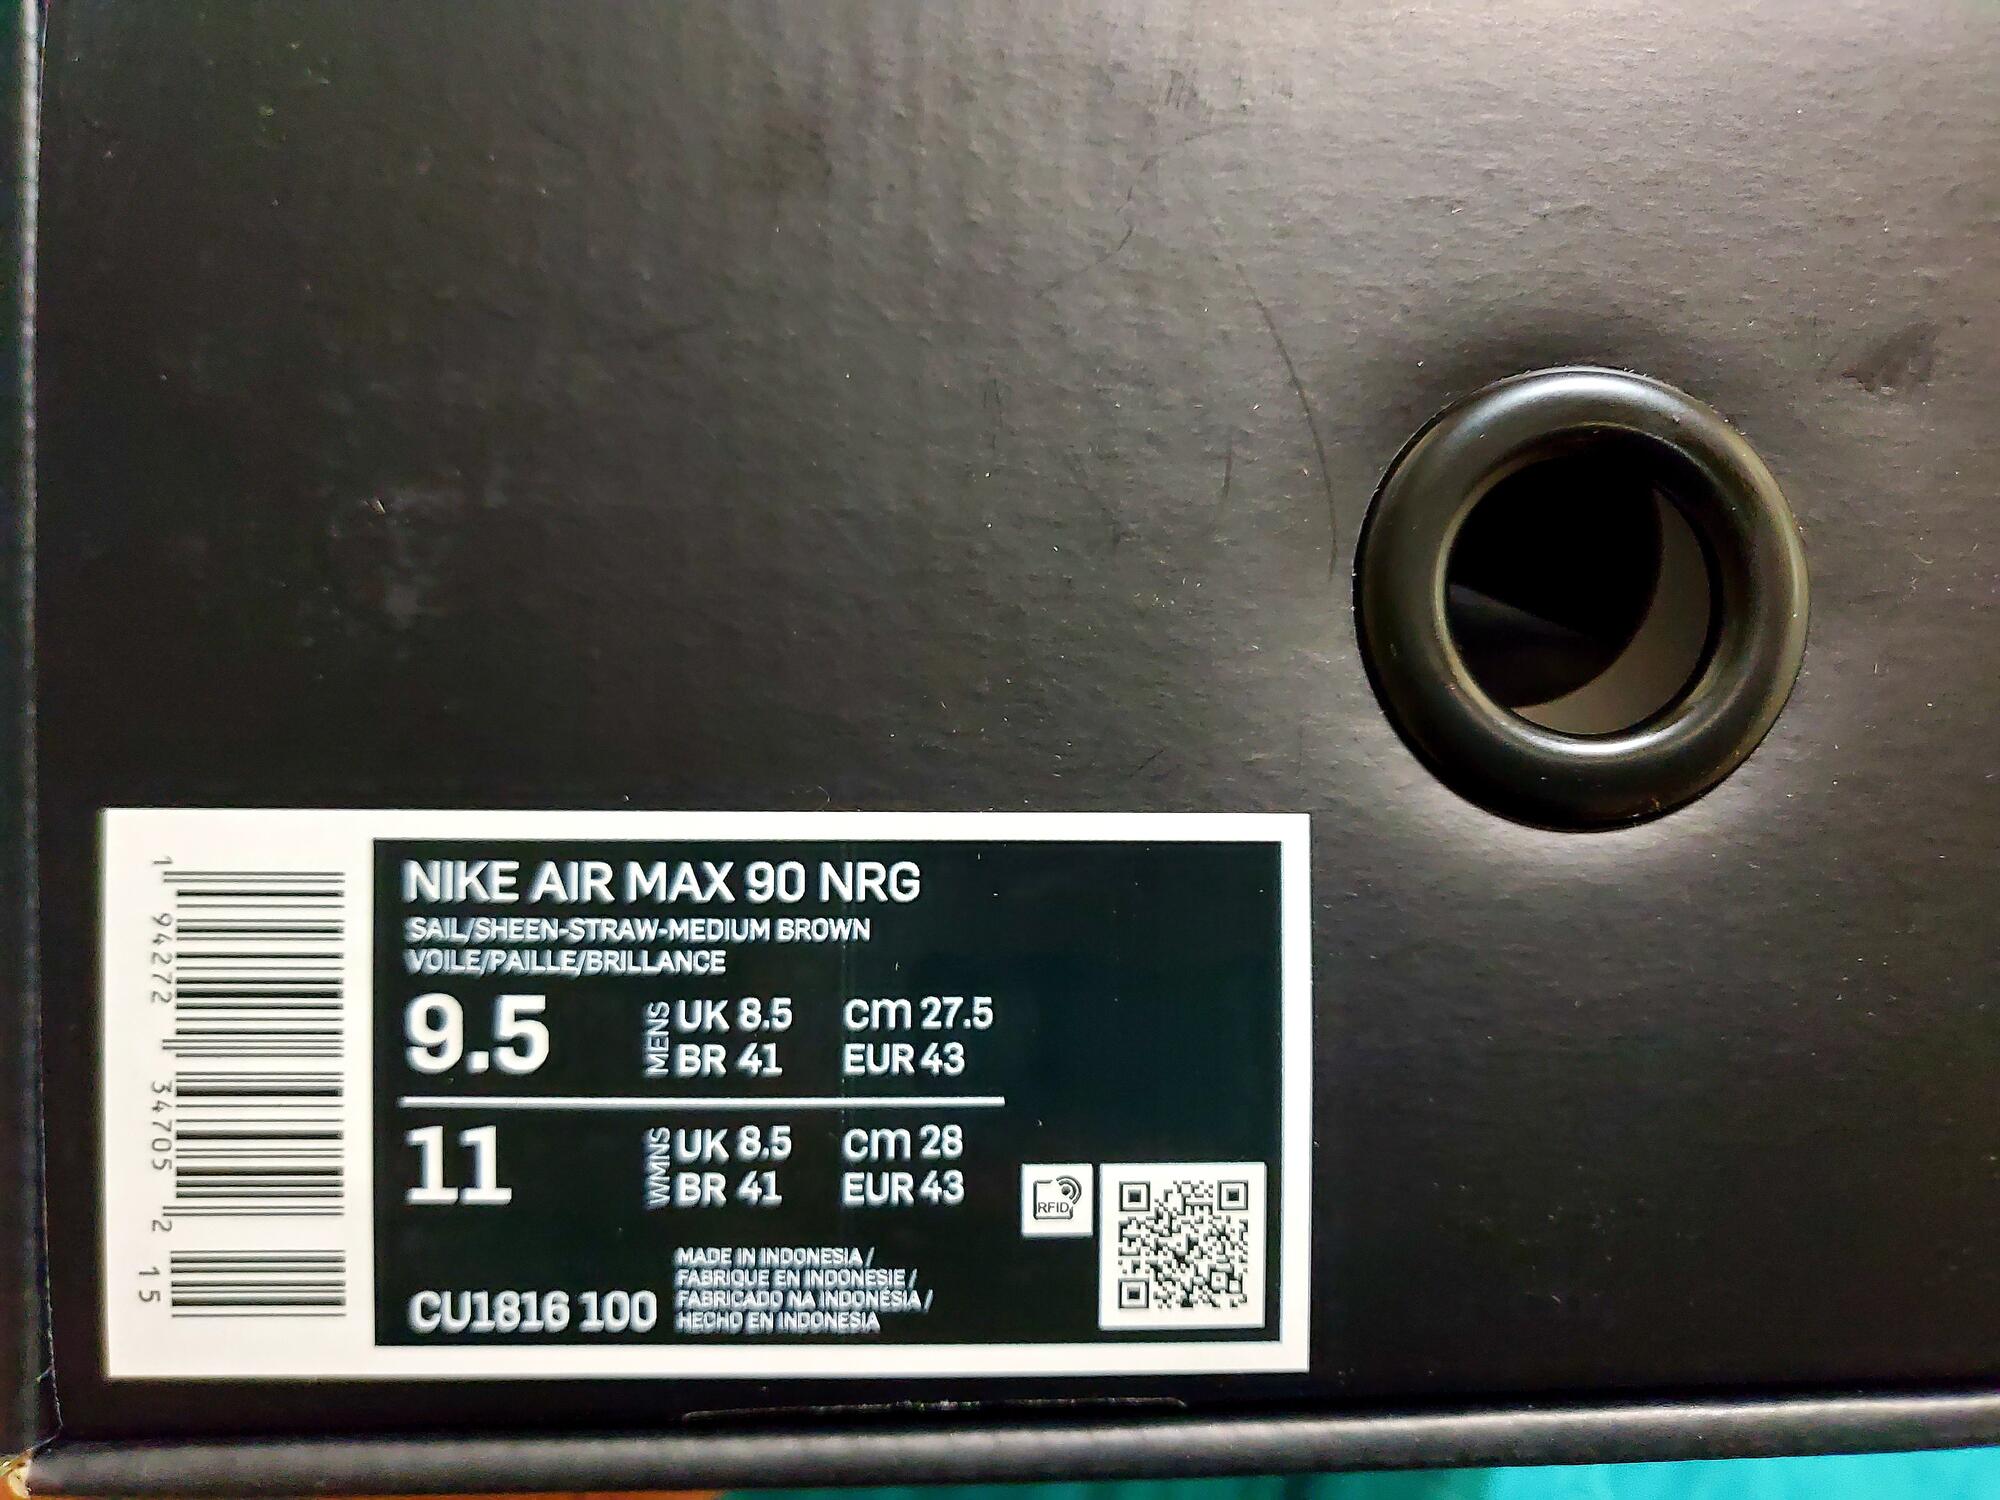 NIKE AIR MAX 90 NRG
SAIL/SHEEN-STRAW-MEDIUM BROWN
VOILE/PAILLE/BRILLANCE
9.5 MENS UK 8.5 cm 27.5
BR 41 EUR 43
11 WMNS UK 8.5 cm 28
BR 41 EUR 43
CU1816 100
MADE IN INDONESIA /
FABRIQUE EN INDONESIE /
FABRICADO NA INDONÉSIA /
HECHO EN INDONESIA
RFID
1 94272 34705 2 15